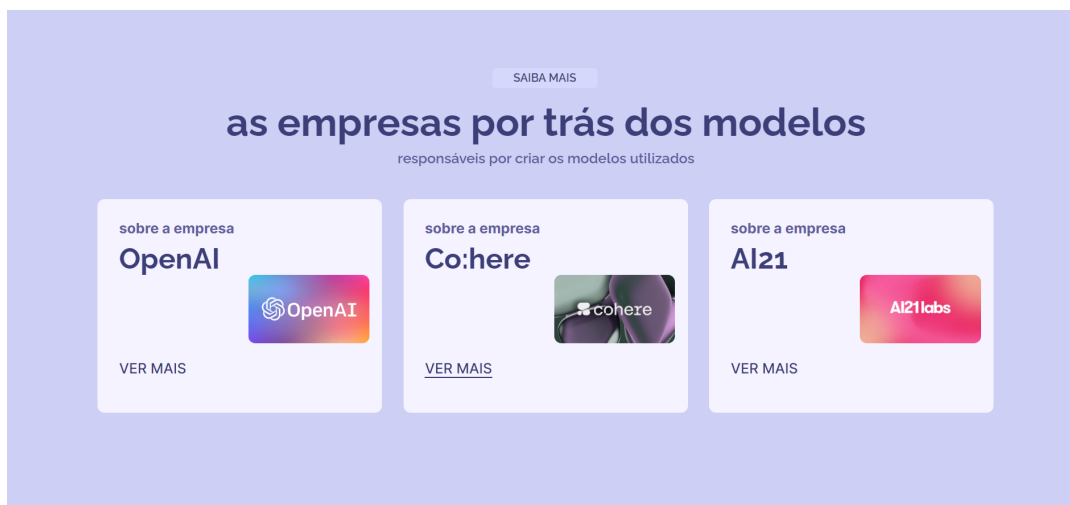 SAIBA MAIS
as empresas por trás dos modelos
responsáveis por criar os modelos utilizados
sobre a empresa
OpenAI
OpenAI
VER MAIS
sobre a empresa
Co:here
cohere
VER MAIS
sobre a empresa
AI21
AI21labs
VER MAIS